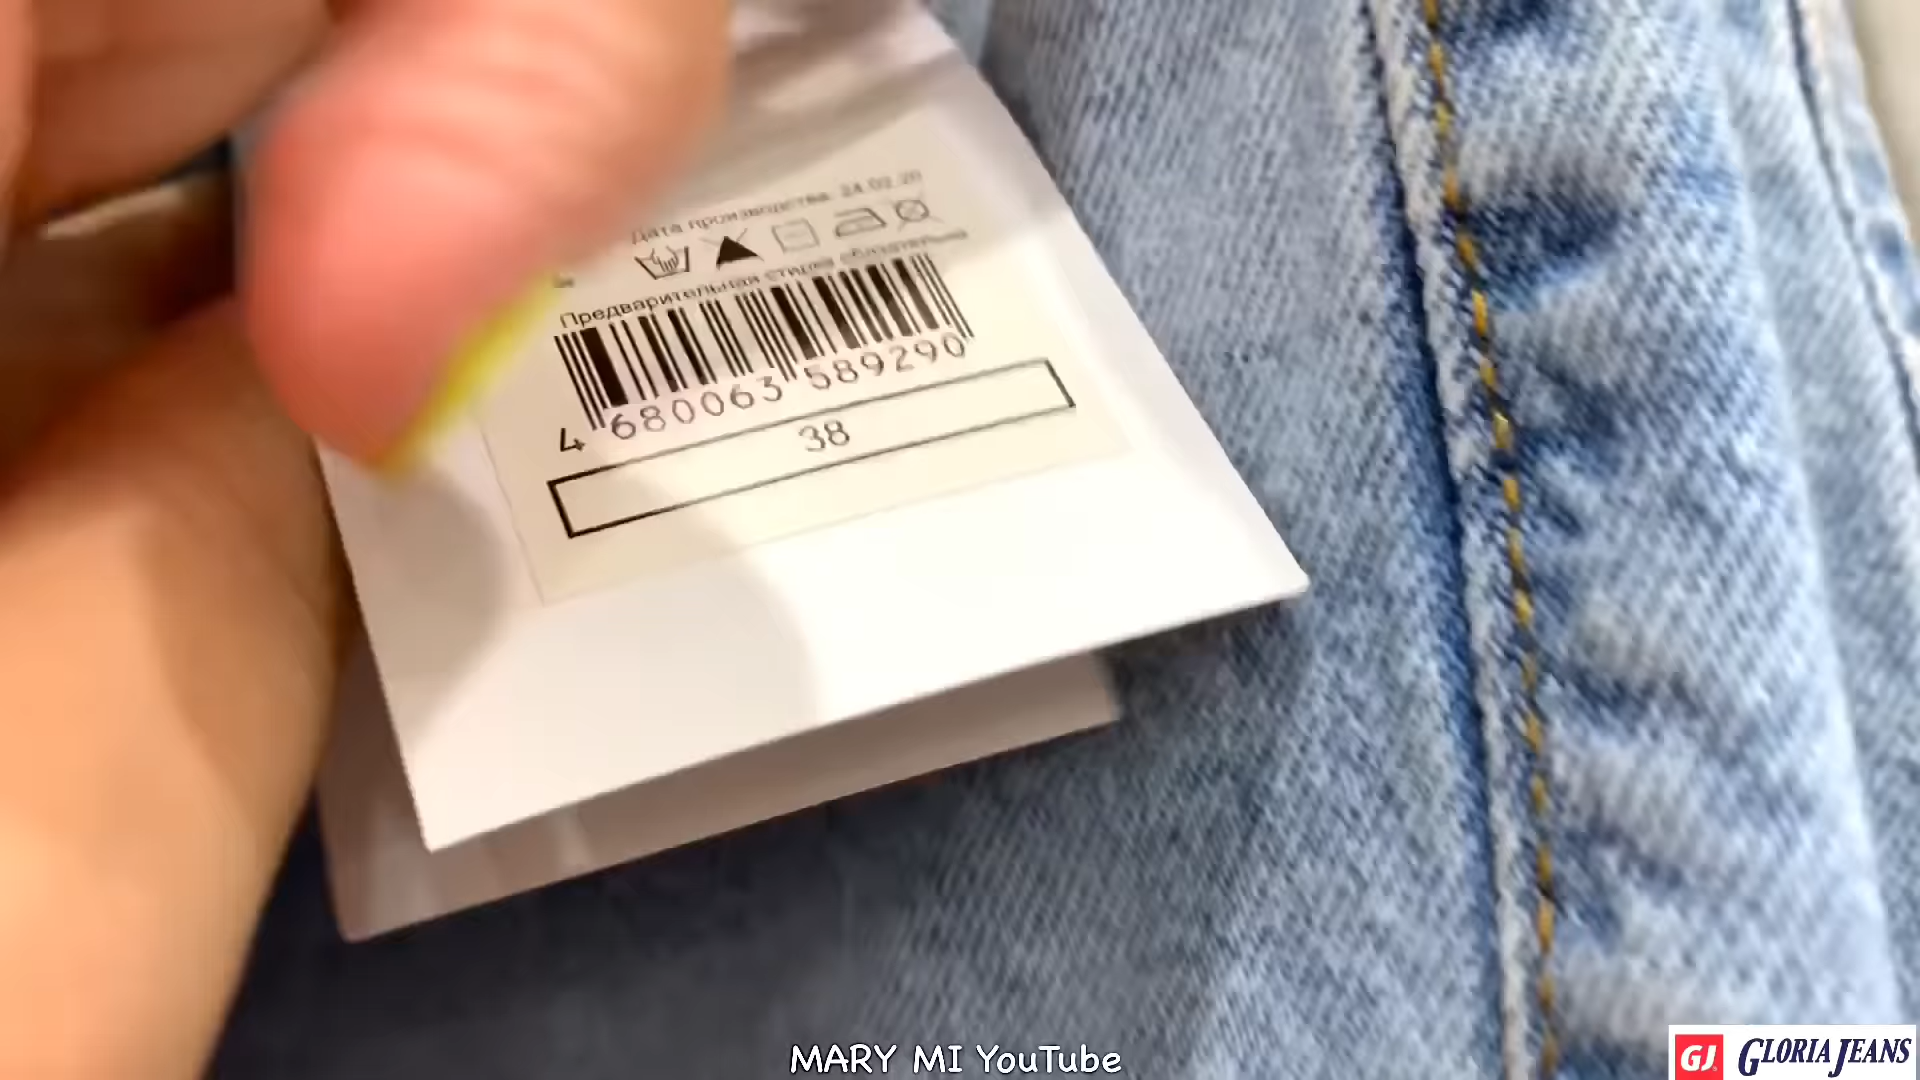 Дата производства: 24.02.20
Предварительная стирка обязательна
4 680063 589290
38
MARY MI YouTube
GJ GLORIA JEANS